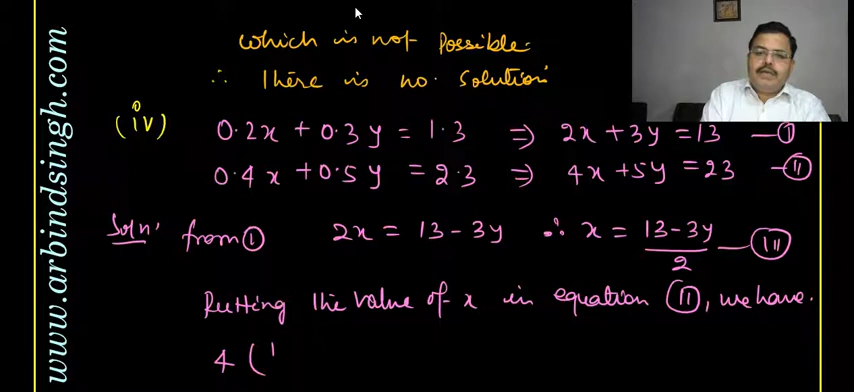 www.arbindsingh.com
which is not possible.
∴ There is no solution
(iv) 0.2x + 0.3y = 1.3 ⇒ 2x + 3y = 13 — (I)
0.4x + 0.5y = 2.3 ⇒ 4x + 5y = 23 — (II)
Soln. from (I) 2x = 13 - 3y ∴ x = (13 - 3y)/2 — (III)
Putting the value of x in equation (II), we have.
4 (1